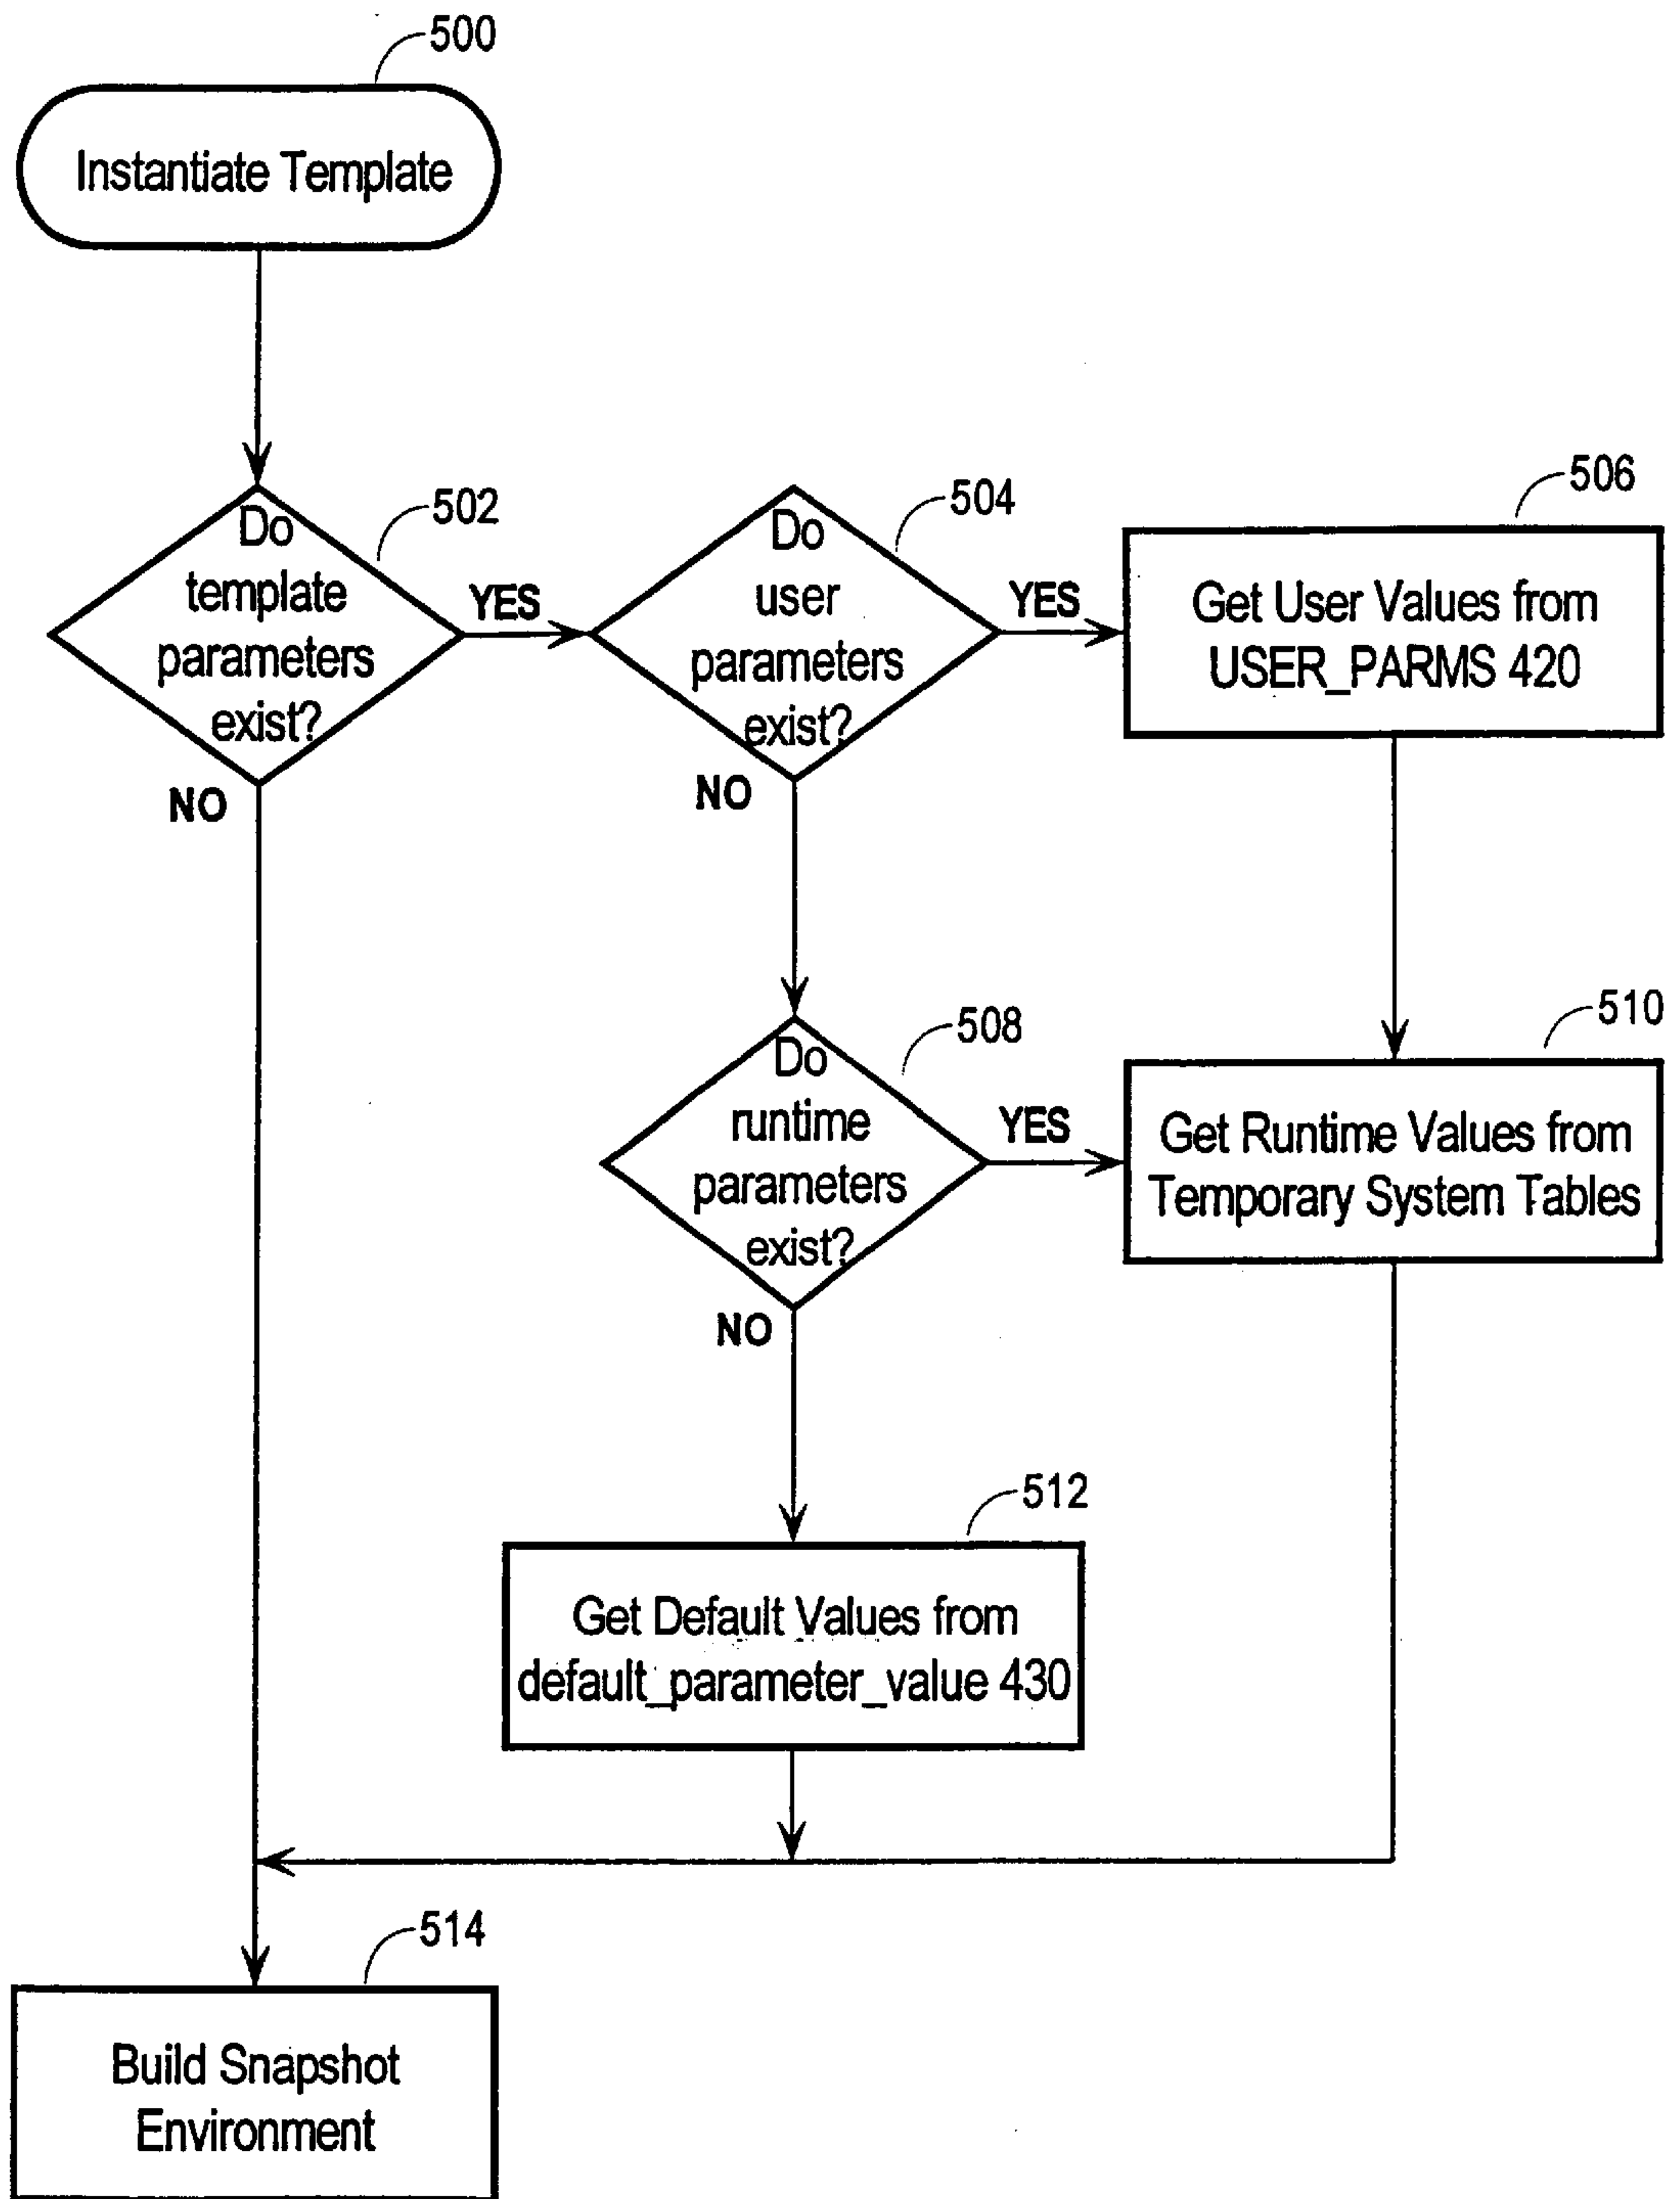 500
Instantiate Template
502
Do
template
parameters
exist?
YES
NO
504
Do
user
parameters
exist?
YES
NO
506
Get User Values from
USER_PARMS 420
508
Do
runtime
parameters
exist?
YES
NO
510
Get Runtime Values from
Temporary System Tables
512
Get Default Values from
default_parameter_value 430
514
Build Snapshot
Environment